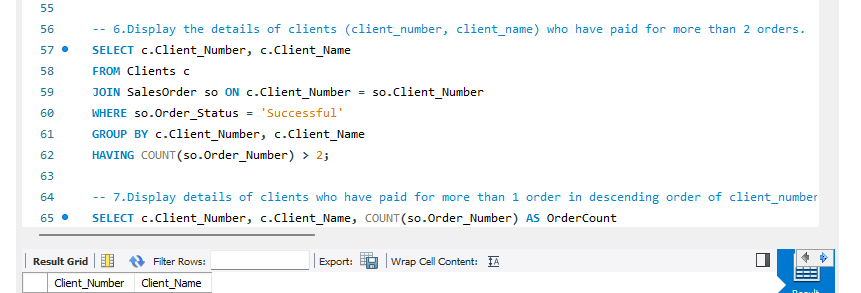 55
56 -- 6.Display the details of clients (client_number, client_name) who have paid for more than 2 orders.
57 SELECT c.Client_Number, c.Client_Name
58 FROM Clients c
59 JOIN SalesOrder so ON c.Client_Number = so.Client_Number
60 WHERE so.Order_Status = 'Successful'
61 GROUP BY c.Client_Number, c.Client_Name
62 HAVING COUNT(so.Order_Number) > 2;
63
64 -- 7.Display details of clients who have paid for more than 1 order in descending order of client_number
65 SELECT c.Client_Number, c.Client_Name, COUNT(so.Order_Number) AS OrderCount
Result Grid Filter Rows: Export: Wrap Cell Content: IA
Client_Number Client_Name